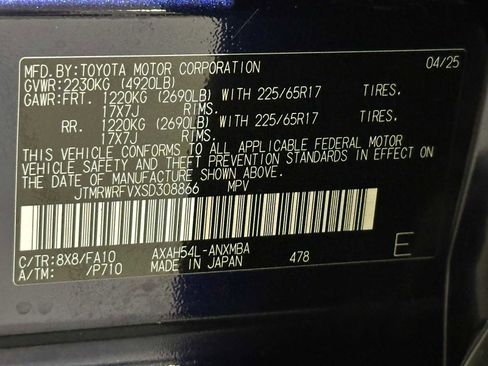 MFD.BY:TOYOTA MOTOR CORPORATION 04/25
GVWR:2230KG (4920LB)
GAWR:FRT. 1220KG (2690LB) WITH 225/65R17 TIRES,
17X7J RIMS.
RR. 1220KG (2690LB) WITH 225/65R17 TIRES,
17X7J RIMS.
THIS VEHICLE CONFORMS TO ALL APPLICABLE FEDERAL MOTOR
VEHICLE SAFETY AND THEFT PREVENTION STANDARDS IN EFFECT ON
THE DATE OF MANUFACTURE SHOWN ABOVE.
JTMRWRFVXSD308866 MPV
C/TR:8X8/FA10 AXAH54L-ANXMBA
A/TM: /P710 MADE IN JAPAN 478 E